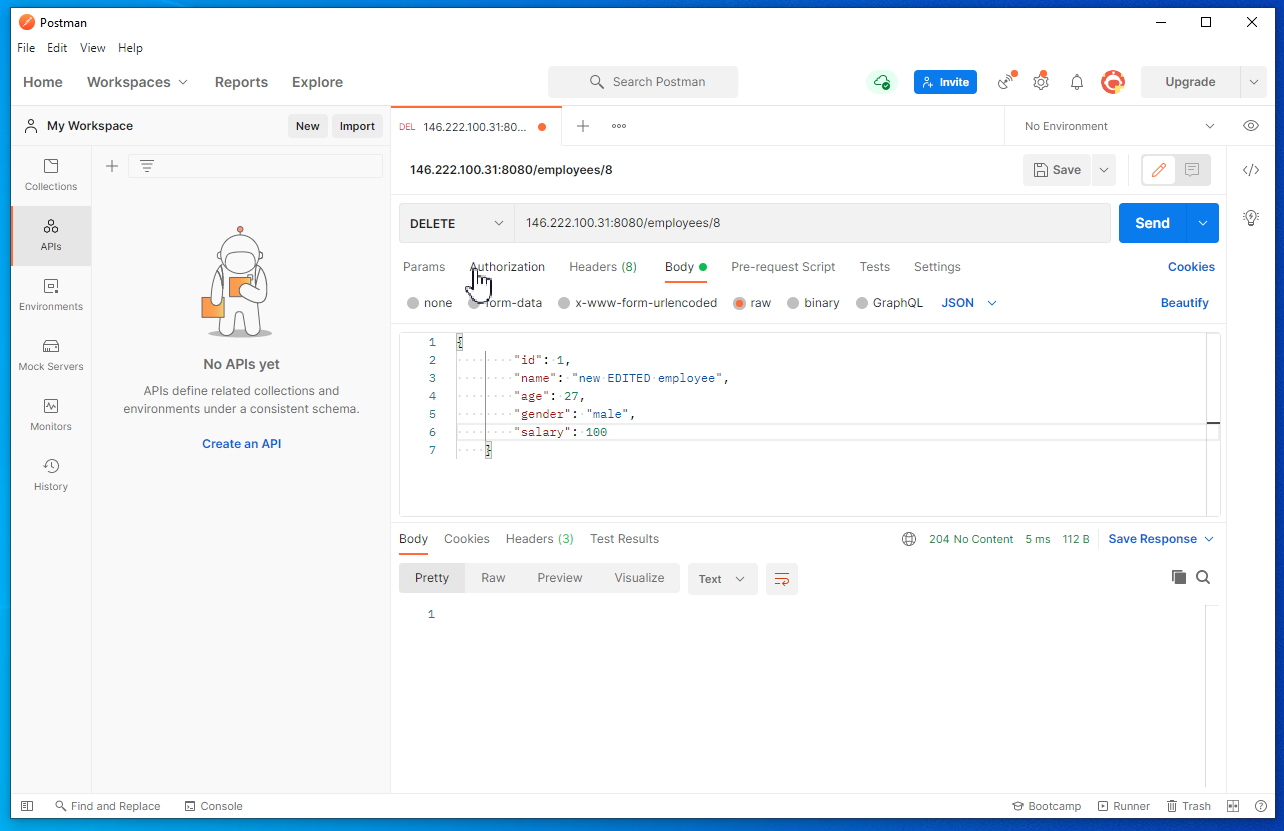 Postman
File Edit View Help
Home Workspaces Reports Explore Search Postman Invite Upgrade
My Workspace New Import DEL 146.222.100.31:80... No Environment
Collections
APIs
Environments
Mock Servers
Monitors
History
No APIs yet
APIs define related collections and
environments under a consistent schema.
Create an API
146.222.100.31:8080/employees/8 Save
DELETE 146.222.100.31:8080/employees/8 Send
Params Authorization Headers (8) Body Pre-request Script Tests Settings Cookies
none form-data x-www-form-urlencoded raw binary GraphQL JSON Beautify
1 {
2 "id": 1,
3 "name": "new EDITED employee",
4 "age": 27,
5 "gender": "male",
6 "salary": 100
7 }
Body Cookies Headers (3) Test Results 204 No Content 5 ms 112 B Save Response
Pretty Raw Preview Visualize Text
1
Find and Replace Console Bootcamp Runner Trash